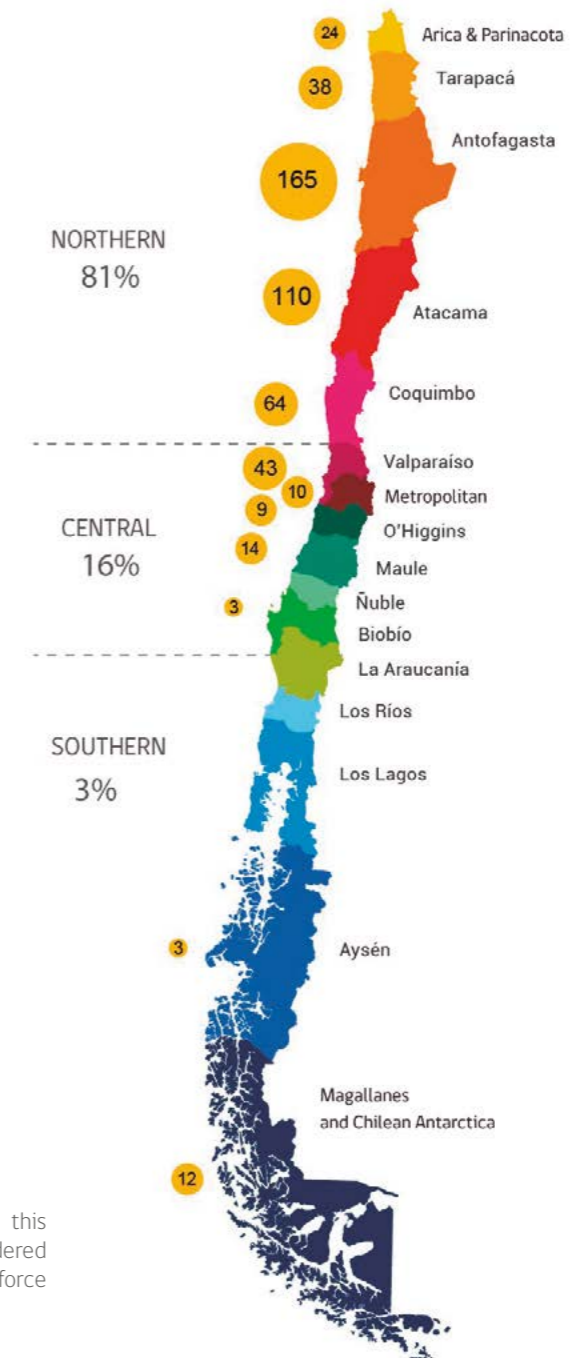 24
Arica & Parinacota
38
Tarapacá
Antofagasta
165
NORTHERN
81%
110
Atacama
64
Coquimbo
43
Valparaíso
10
Metropolitan
9
O'Higgins
CENTRAL
16%
14
Maule
3
Ñuble
Biobío
La Araucanía
Los Ríos
SOUTHERN
3%
Los Lagos
3
Aysén
Magallanes
and Chilean Antarctica
12
this
dered
force